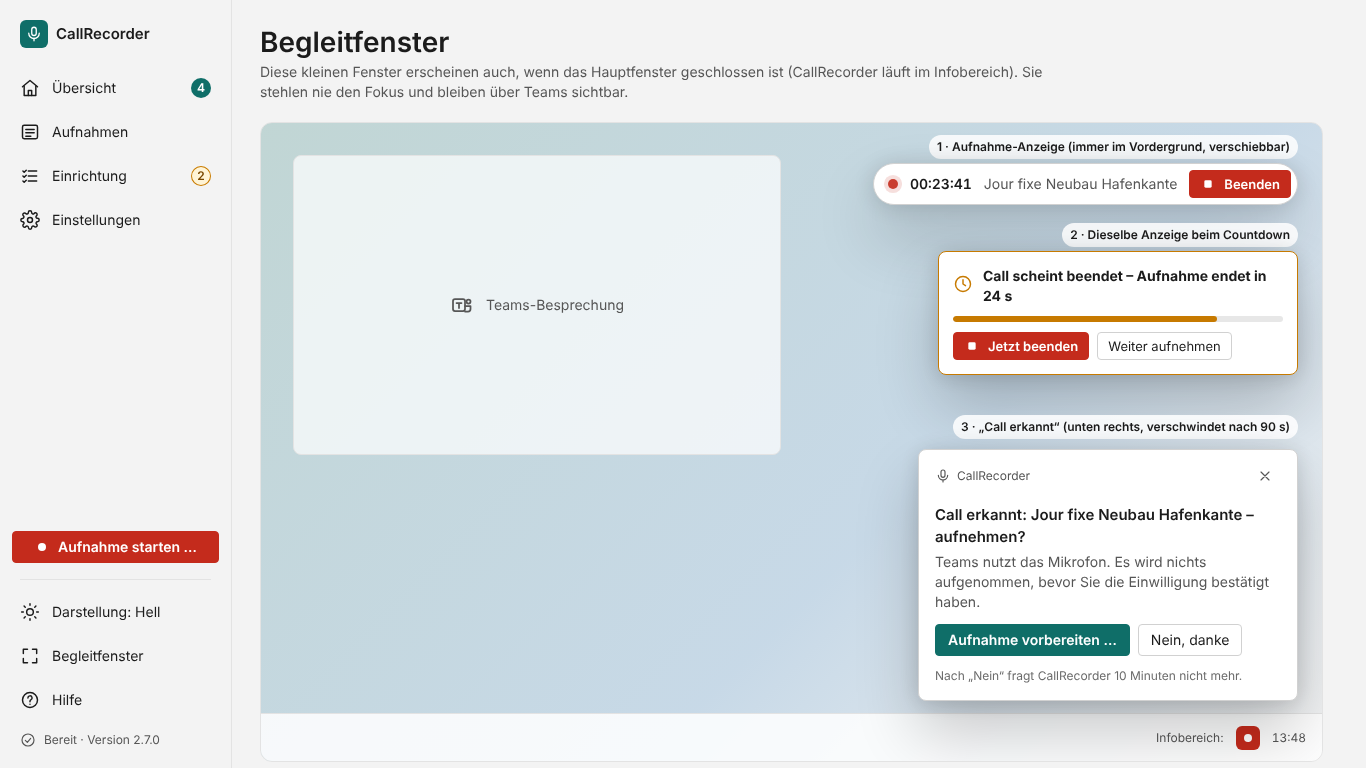 CallRecorder
Übersicht
4
Aufnahmen
Einrichtung
2
Einstellungen
Aufnahme starten …
Darstellung: Hell
Begleitfenster
Hilfe
Bereit · Version 2.7.0
Begleitfenster
Diese kleinen Fenster erscheinen auch, wenn das Hauptfenster geschlossen ist (CallRecorder läuft im Infobereich). Sie
stehlen nie den Fokus und bleiben über Teams sichtbar.
Teams-Besprechung
1 · Aufnahme-Anzeige (immer im Vordergrund, verschiebbar)
00:23:41 Jour fixe Neubau Hafenkante Beenden
2 · Dieselbe Anzeige beim Countdown
Call scheint beendet – Aufnahme endet in
24 s
Jetzt beenden Weiter aufnehmen
3 · „Call erkannt“ (unten rechts, verschwindet nach 90 s)
CallRecorder
Call erkannt: Jour fixe Neubau Hafenkante –
aufnehmen?
Teams nutzt das Mikrofon. Es wird nichts
aufgenommen, bevor Sie die Einwilligung bestätigt
haben.
Aufnahme vorbereiten … Nein, danke
Nach „Nein“ fragt CallRecorder 10 Minuten nicht mehr.
Infobereich: 13:48